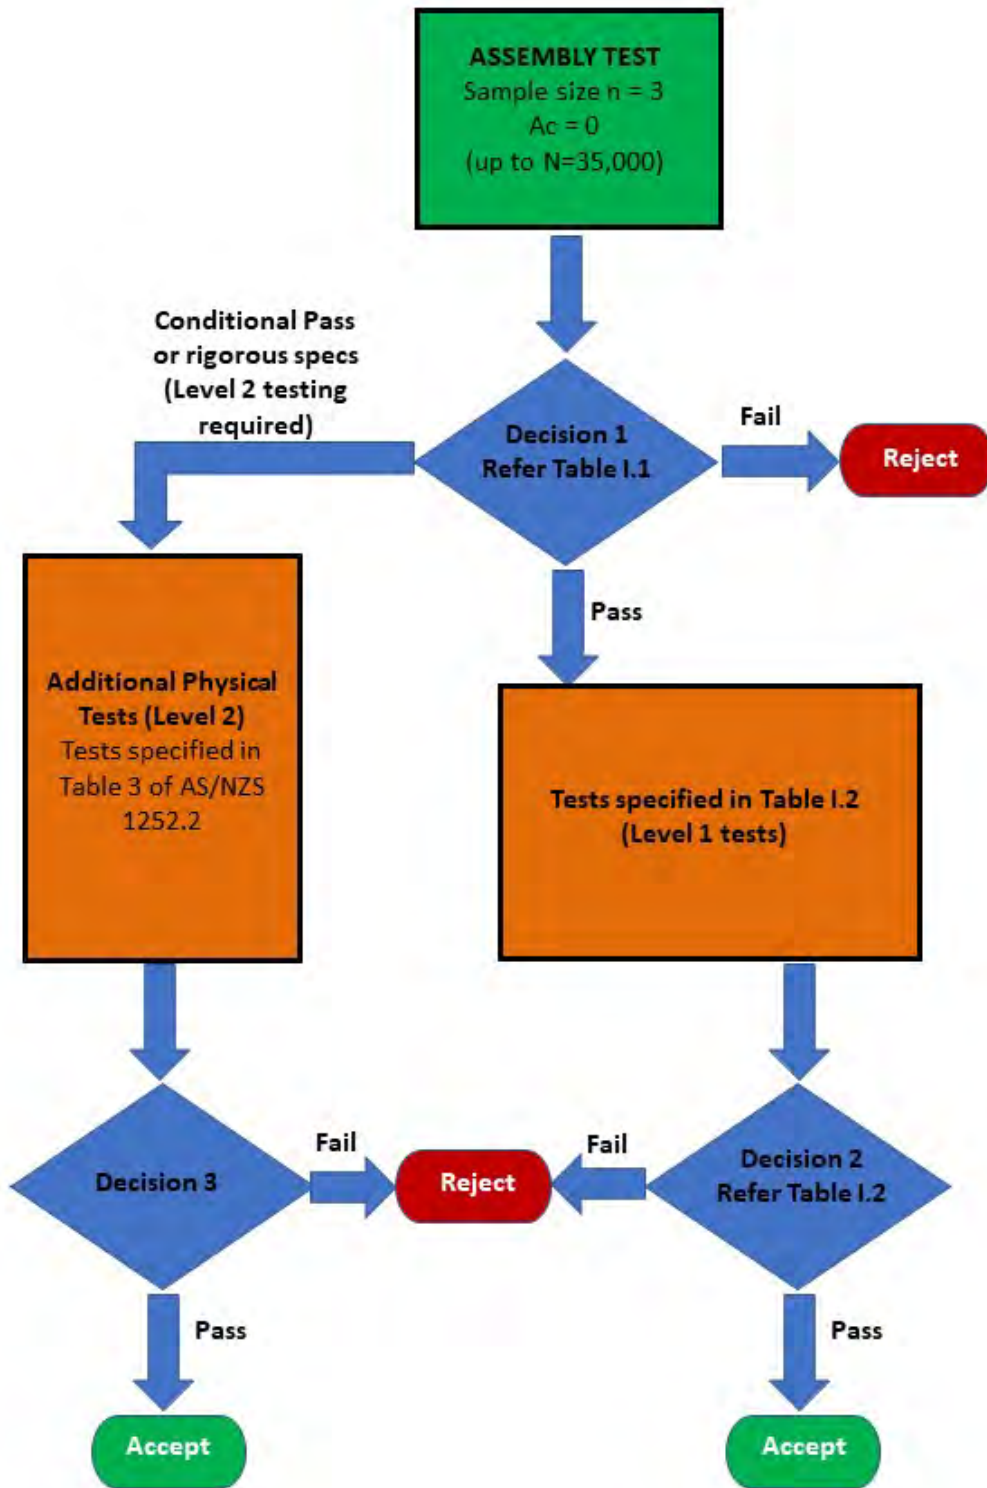 ASSEMBLY TEST
Sample size n = 3
Ac = 0
(up to N=35,000)
Conditional Pass
or rigorous specs
(Level 2 testing
required)
Decision 1
Refer Table I.1
Fail
Reject
Pass
Additional Physical
Tests (Level 2)
Tests specified in
Table 3 of AS/NZS
1252.2
Tests specified in Table I.2
(Level 1 tests)
Decision 3
Fail
Reject
Fail
Decision 2
Refer Table I.2
Pass
Pass
Accept
Accept